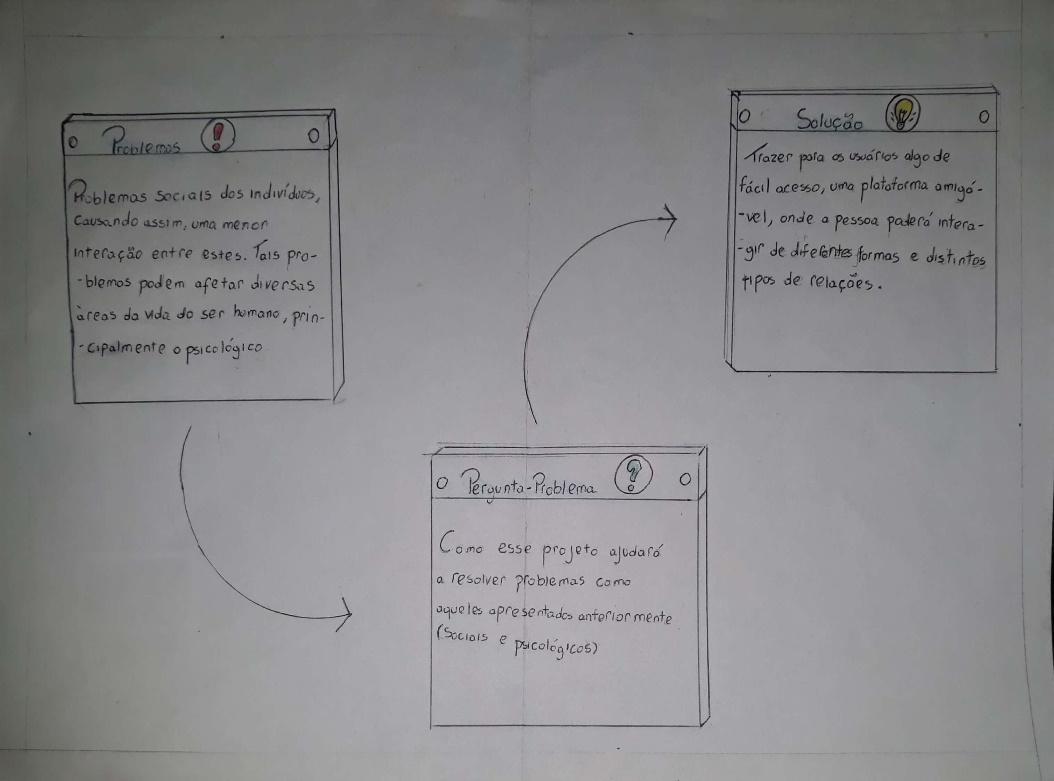 Problemas
Problemas sociais dos indivíduos,
causando assim, uma menor
interação entre estes. Tais pro-
-blemas podem afetar diversas
àreas da vida do ser humano, prin-
-cipalmente o psicológico
Pergunta-Problema
Como esse projeto ajudará
a resolver problemas como
aqueles apresentados anteriormente
(Sociais e psicológicos)
Solução
Trazer para os usuários algo de
fácil acesso, uma plataforma amigá-
-vel, onde a pessoa poderá intera-
-gir de diferentes formas e distintos
tipos de relações.